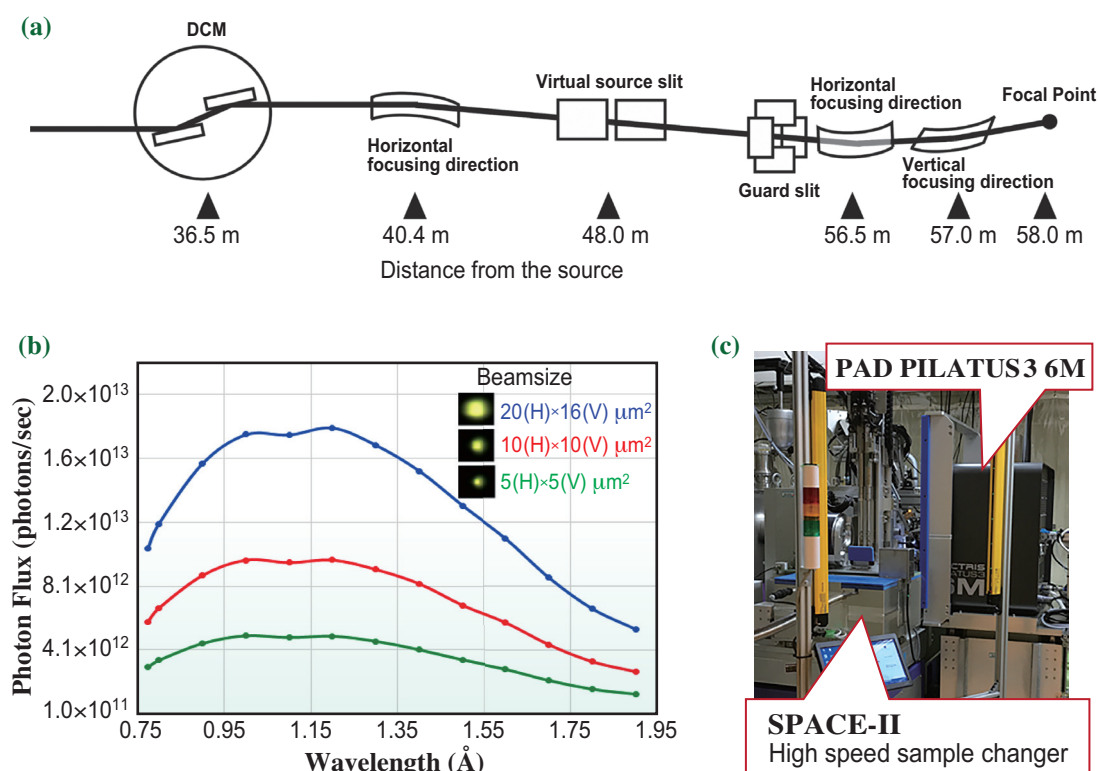 (a)
DCM
Virtual source slit
Horizontal
focusing direction
Focal Point
Horizontal
focusing direction
Guard slit
Vertical
focusing direction
36.5 m
40.4 m
48.0 m
56.5 m
57.0 m
58.0 m
Distance from the source
(b)
Photon Flux (photons/sec)
2.0×10¹³
1.6×10¹³
1.2×10¹³
8.1×10¹²
4.1×10¹²
1.0×10¹¹
Beamsize
20(H)×16(V) μm²
10(H)×10(V) μm²
5(H)×5(V) μm²
0.75
0.95
1.15
1.35
1.55
1.75
1.95
Wavelength (Å)
(c)
PAD PILATUS3 6M
ECTRIS
PILATUS3
6M
SPACE-II
High speed sample changer